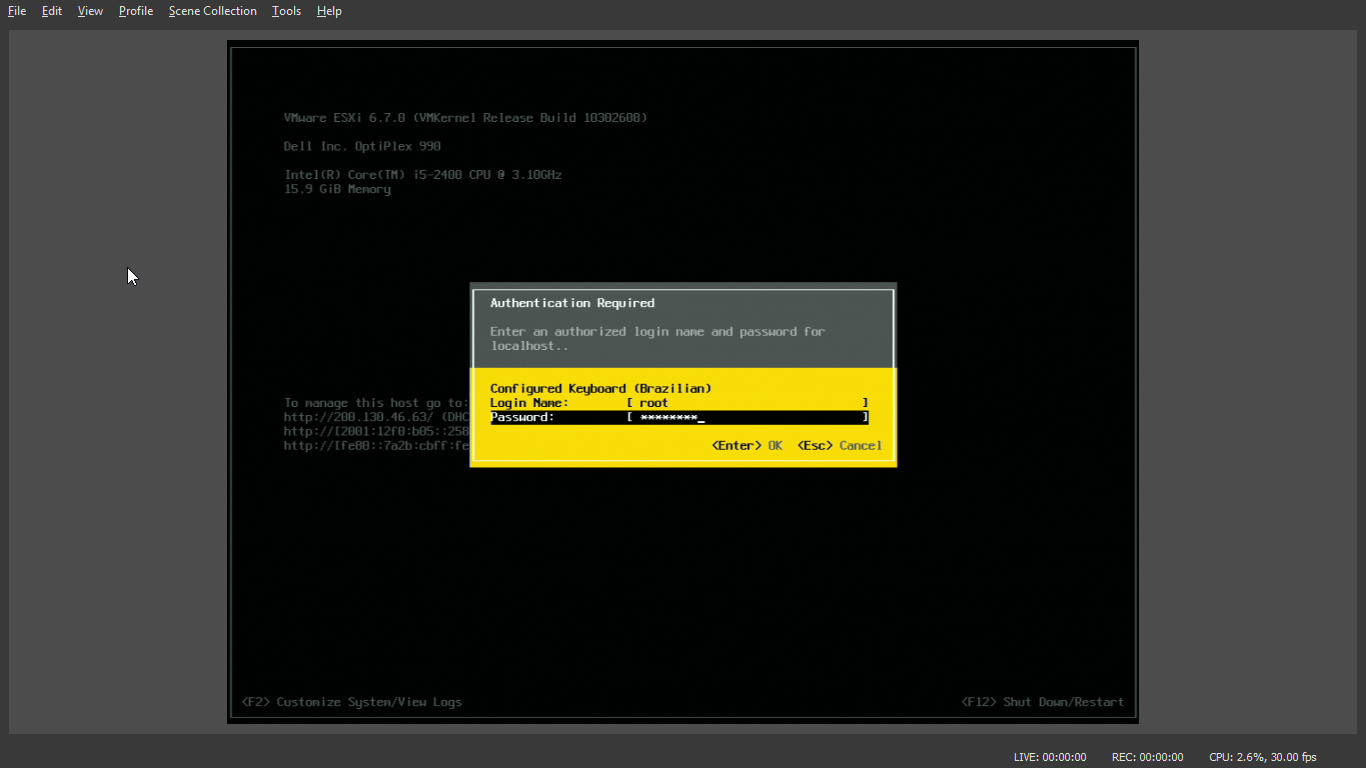 File Edit View Profile Scene Collection Tools Help
VMware ESXi 6.7.0 (VMKernel Release Build 10302608)
Dell Inc. OptiPlex 990
Intel(R) Core(TM) i5-2400 CPU @ 3.10GHz
15.9 GiB Memory
Authentication Required
Enter an authorized login name and password for
localhost..
Configured Keyboard (Brazilian)
Login Name: [ root ]
Password: [ ********_ ]
<Enter> OK <Esc> Cancel
To manage this host go to:
http://200.130.46.63/ (DHC
http://[2001:12f0:b05::258
http://[fe80::7a2b:cbff:fe
<F2> Customize System/View Logs
<F12> Shut Down/Restart
LIVE: 00:00:00 REC: 00:00:00 CPU: 2.6%, 30.00 fps